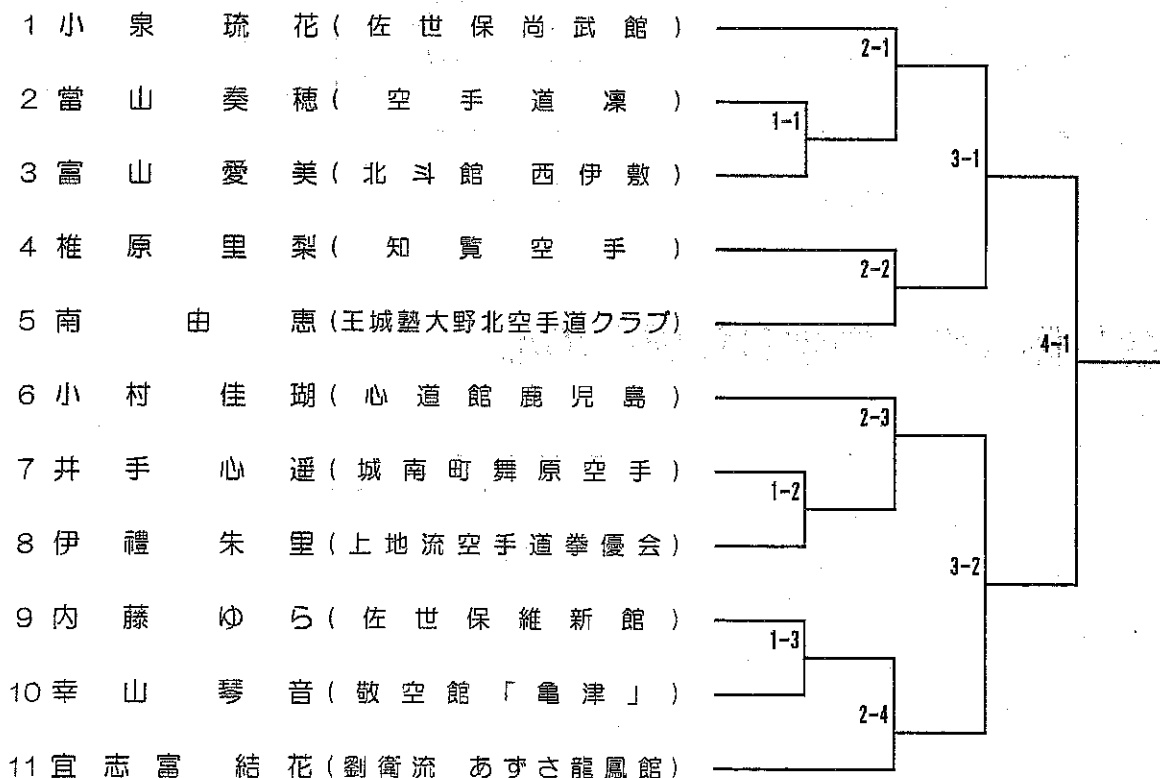 1 小泉 琉花(佐世保尚武館)
2-1
2 當山 奏穂(空手道凜)
1-1
3 富山 愛美(北斗館 西伊敷)
3-1
4 椎原 里梨(知覧空手)
2-2
5 南 由恵(王城塾大野北空手道クラブ)
4-1
6 小村 佳瑚(心道館鹿児島)
2-3
7 井手 心遥(城南町舞原空手)
1-2
8 伊禮 朱里(上地流空手道拳優会)
3-2
9 内藤 ゆら(佐世保維新館)
1-3
10 幸山 琴音(敬空館「亀津」)
2-4
11 宜志富 結花(劉衛流 あずさ龍鳳館)